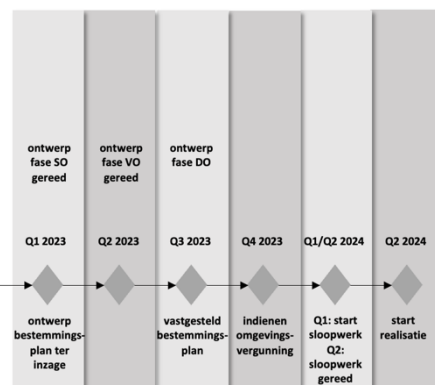 ontwerp
fase SO
gereed
ontwerp
fase VO
gereed
ontwerp
fase DO
Q1 2023
Q2 2023
Q3 2023
Q4 2023
Q1/Q2 2024
Q2 2024
ontwerp
bestemmings-
plan ter
inzage
vastgesteld
bestemmings-
plan
indienen
omgevings-
vergunning
Q1: start
sloopwerk
Q2:
sloopwerk
gereed
start
realisatie